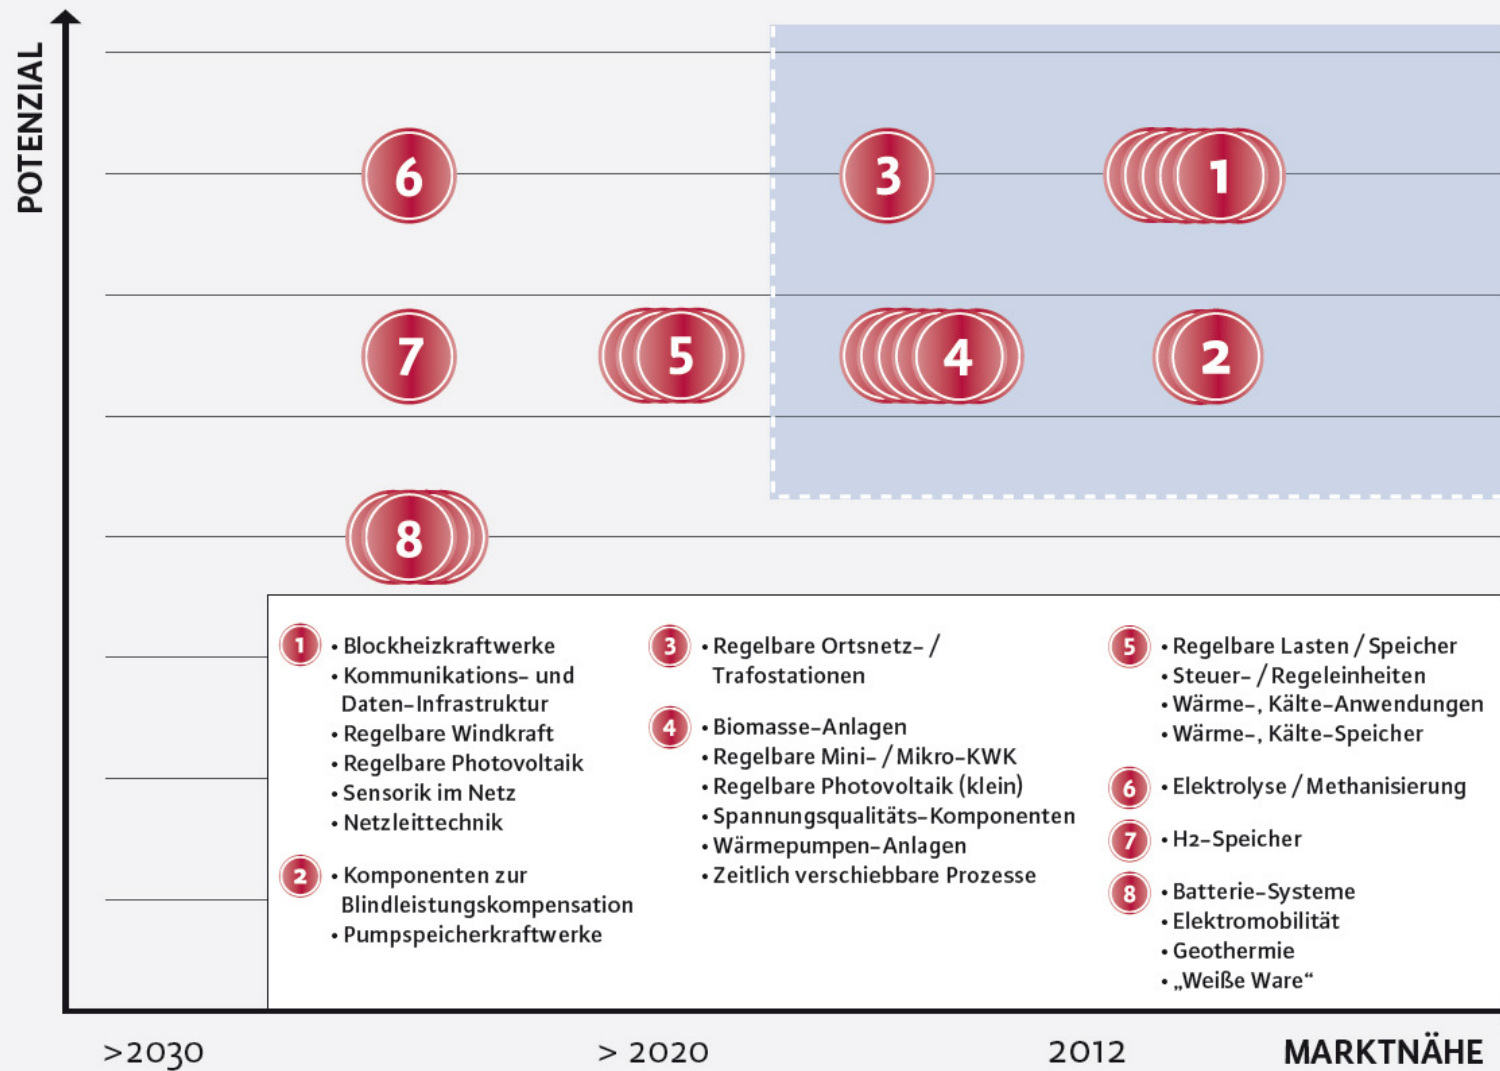 POTENZIAL
6
3
1
7
5
4
2
8
1
• Blockheizkraftwerke
• Kommunikations- und
Daten-Infrastruktur
• Regelbare Windkraft
• Regelbare Photovoltaik
• Sensorik im Netz
• Netzleittechnik
2
• Komponenten zur
Blindleistungskompensation
• Pumpspeicherkraftwerke
3
• Regelbare Ortsnetz- /
Trafostationen
4
• Biomasse-Anlagen
• Regelbare Mini- / Mikro-KWK
• Regelbare Photovoltaik (klein)
• Spannungsqualitäts-Komponenten
• Wärmepumpen-Anlagen
• Zeitlich verschiebbare Prozesse
5
• Regelbare Lasten / Speicher
• Steuer- / Regeleinheiten
• Wärme-, Kälte-Anwendungen
• Wärme-, Kälte-Speicher
6
• Elektrolyse / Methanisierung
7
• H2-Speicher
8
• Batterie-Systeme
• Elektromobilität
• Geothermie
• „Weiße Ware“
>2030
> 2020
2012
MARKTNÄHE